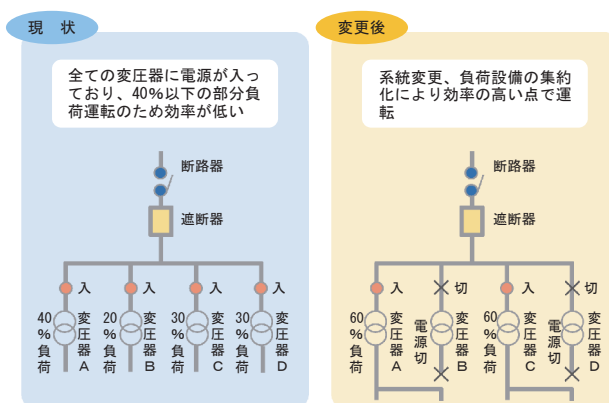 現 状
全ての変圧器に電源が入っ
ており、40%以下の部分負
荷運転のため効率が低い
断路器
遮断器
入
入
入
入
40%負荷
変圧器A
20%負荷
変圧器B
30%負荷
変圧器C
30%負荷
変圧器D
変更後
系統変更、負荷設備の集約
化により効率の高い点で運
転
断路器
遮断器
入
切
入
切
60%負荷
変圧器A
電源切
変圧器B
60%負荷
変圧器C
電源切
変圧器D